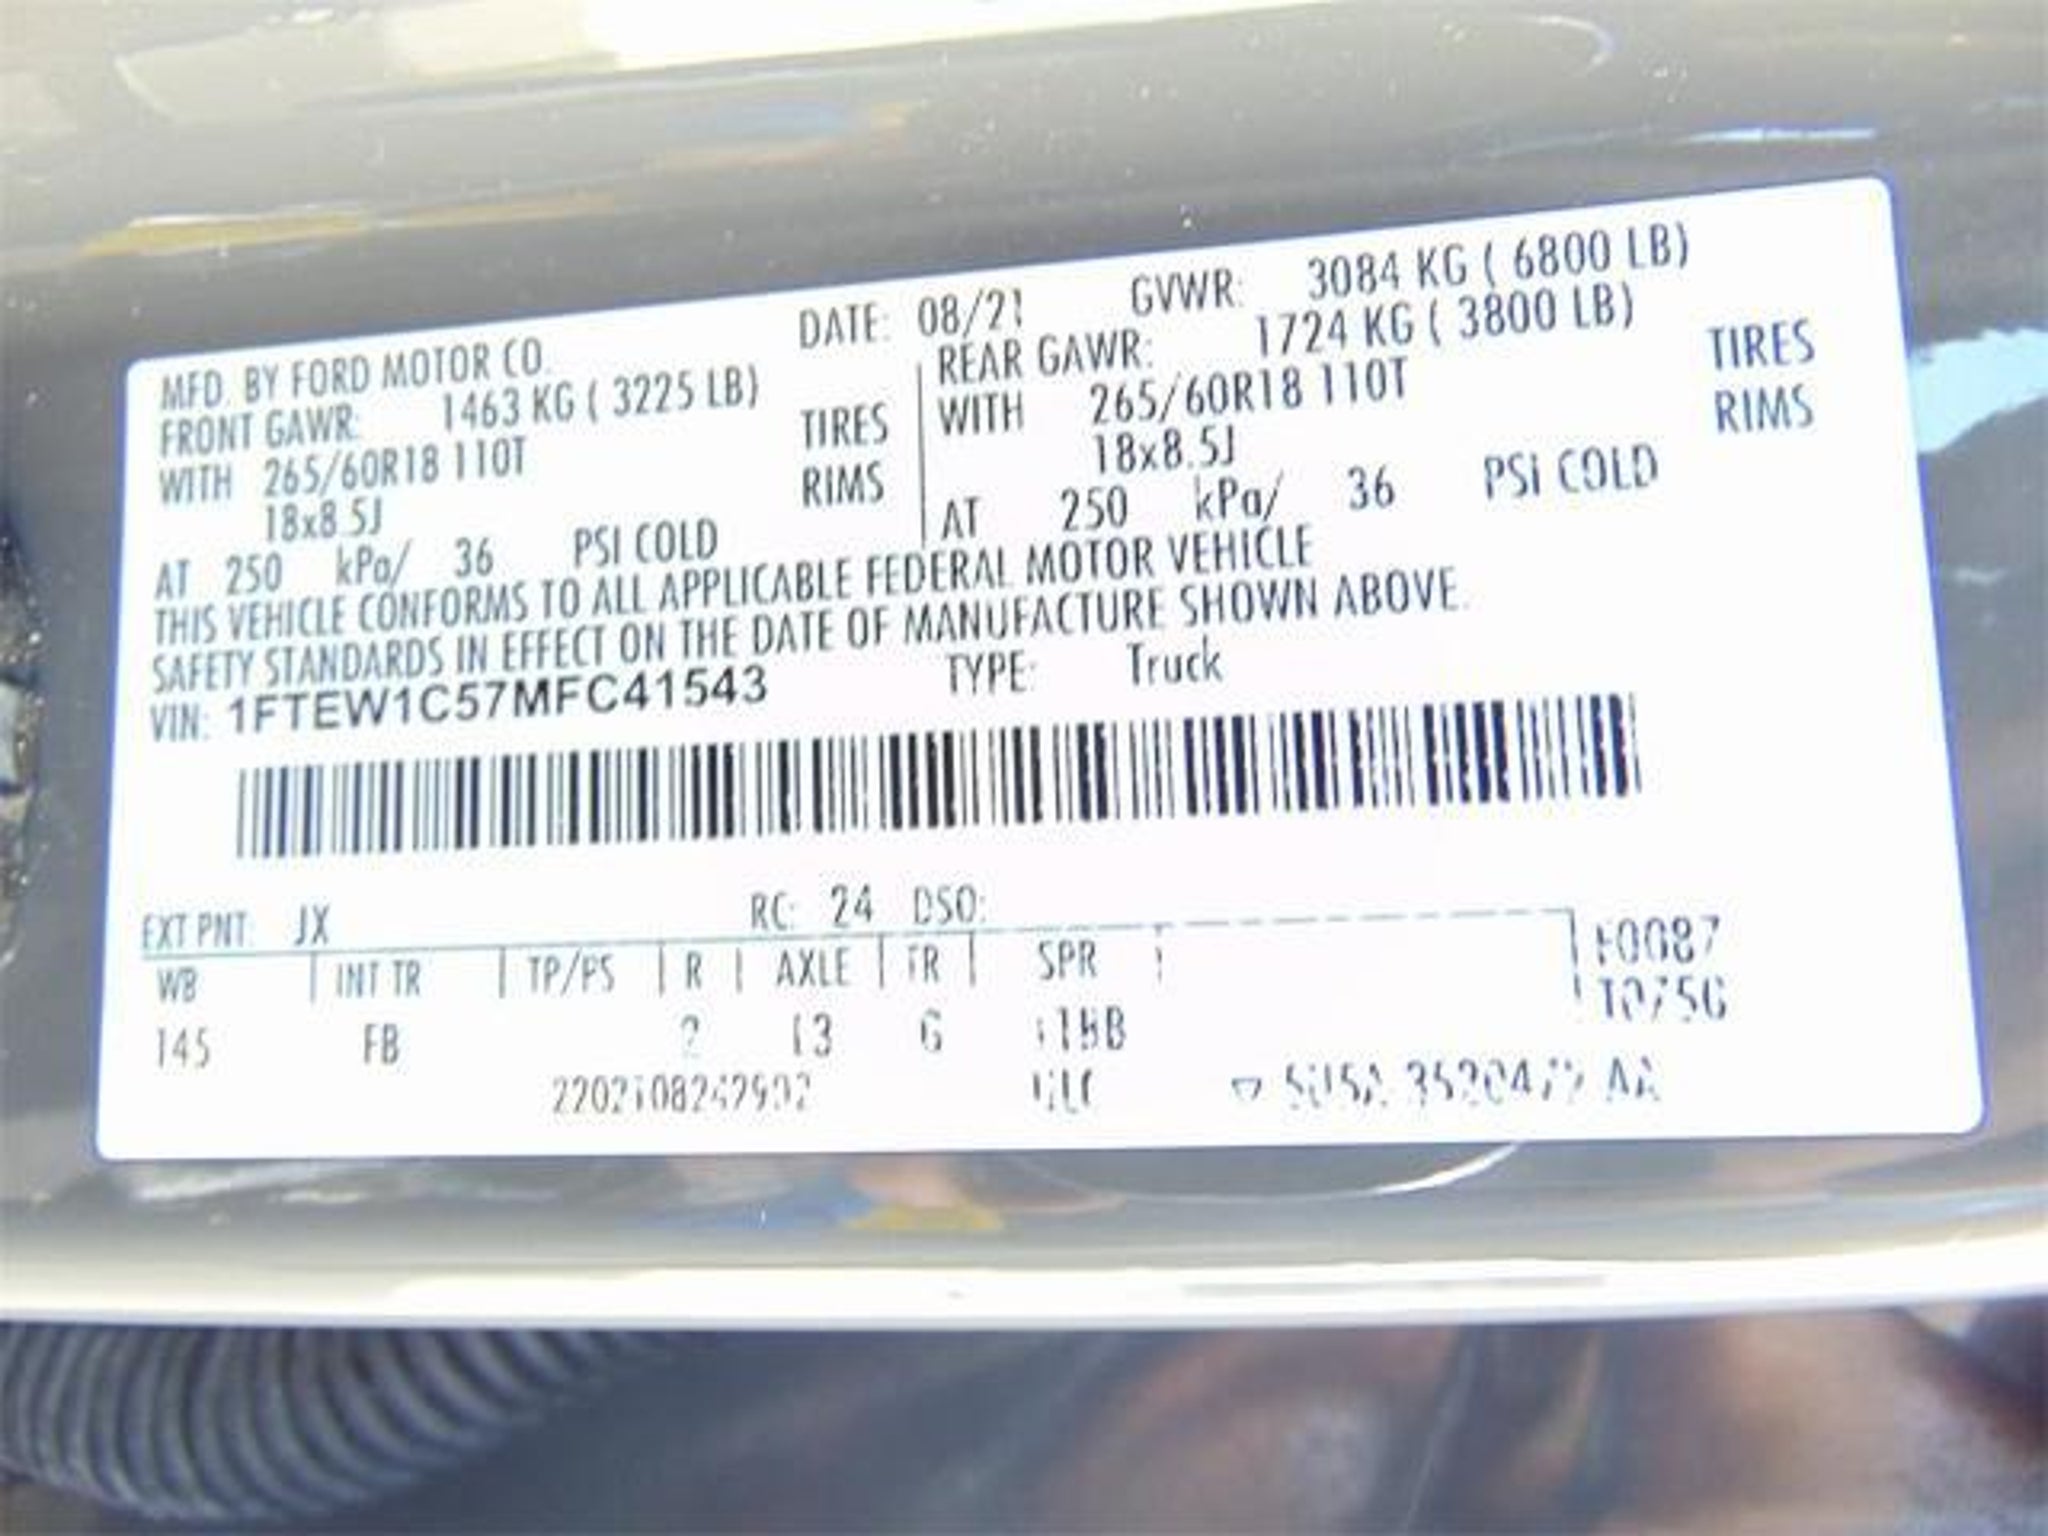 MFD. BY FORD MOTOR CO. DATE: 08/21 GVWR: 3084 KG ( 6800 LB)
FRONT GAWR: 1463 KG ( 3225 LB) REAR GAWR: 1724 KG ( 3800 LB)
WITH 265/60R18 110T TIRES WITH 265/60R18 110T TIRES
18x8.5J RIMS 18x8.5J RIMS
AT 250 kPa/ 36 PSI COLD AT 250 kPa/ 36 PSI COLD
THIS VEHICLE CONFORMS TO ALL APPLICABLE FEDERAL MOTOR VEHICLE
SAFETY STANDARDS IN EFFECT ON THE DATE OF MANUFACTURE SHOWN ABOVE.
VIN: 1FTEW1C57MFC41543 TYPE: Truck
EXT PNT: JX RC: 24 DSO:
WB INT TR TP/PS R AXLE TR SPR
145 FB 13